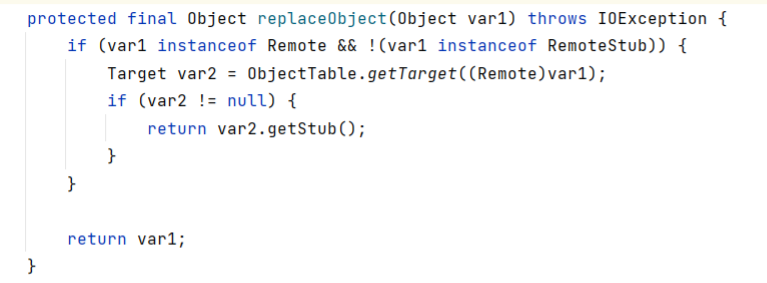 protected final Object replaceObject(Object var1) throws IOException {
    if (var1 instanceof Remote && !(var1 instanceof RemoteStub)) {
        Target var2 = ObjectTable.getTarget((Remote)var1);
        if (var2 != null) {
            return var2.getStub();
        }
    }

    return var1;
}